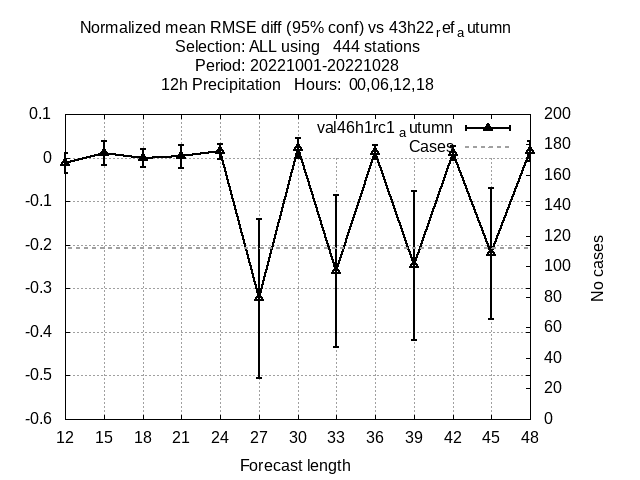 Normalized mean RMSE diff (95% conf) vs 43h22ref autumn
Selection: ALL using 444 stations
Period: 20221001-20221028
12h Precipitation Hours: 00,06,12,18
val46h1rc1autumn
Cases
0.1
0
-0.1
-0.2
-0.3
-0.4
-0.5
-0.6
200
180
160
140
120
100
80
60
40
20
0
No cases
12 15 18 21 24 27 30 33 36 39 42 45 48
Forecast length